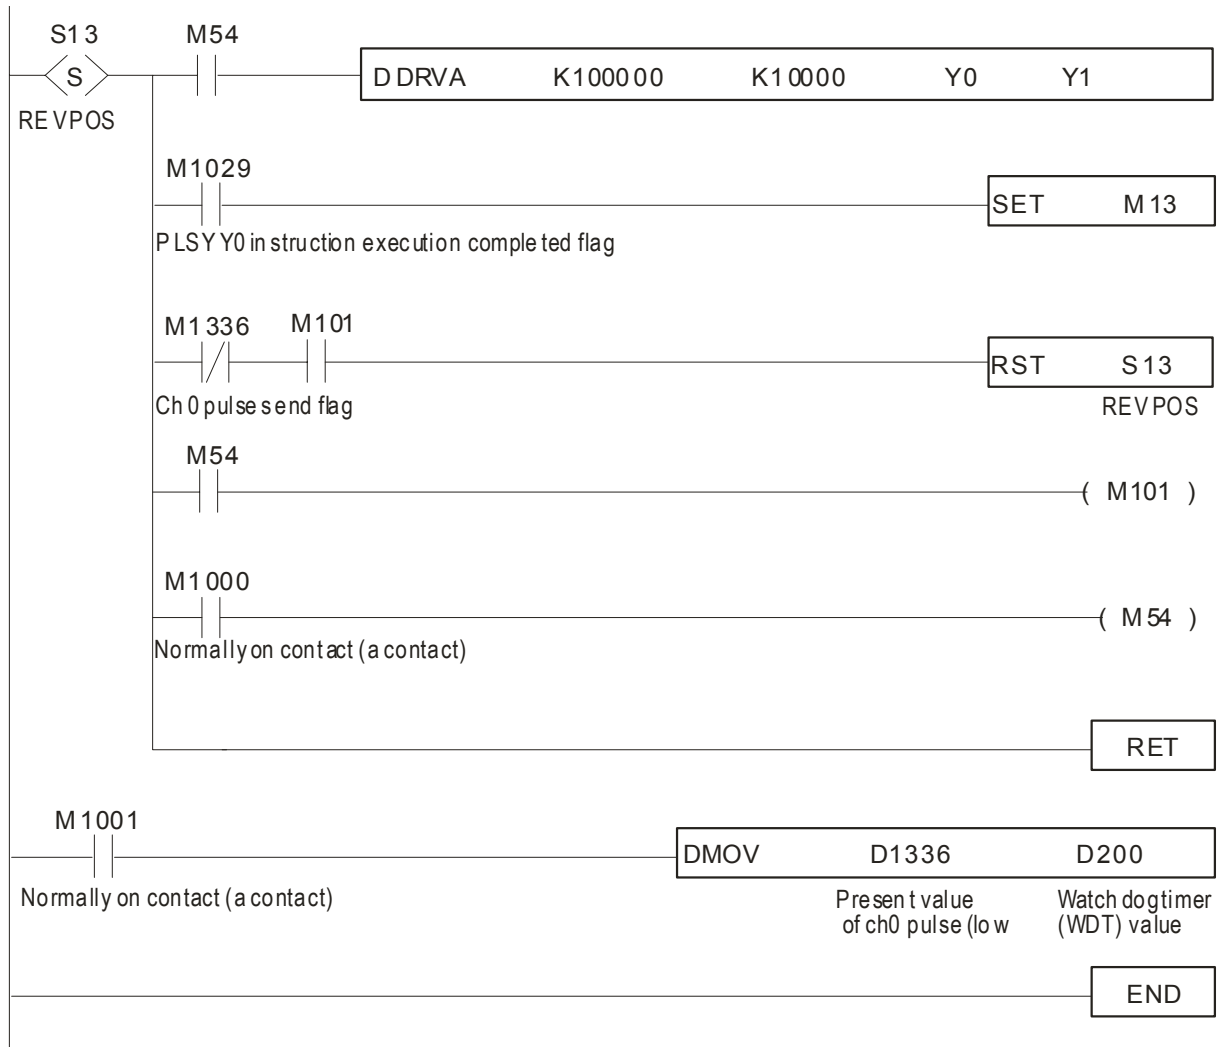 S13 M54
S DDRVA K100000 K10000 Y0 Y1
REVPOS
M1029
SET M13
PLSY Y0 instruction execution completed flag
M1336 M101
RST S13
Ch0 pulse send flag REVPOS
M54
( M101 )
M1000
( M54 )
Normally on contact (a contact)
RET
M1001
DMOV D1336 D200
Normally on contact (a contact) Present value Watch dog timer
of ch0 pulse (low (WDT) value
END